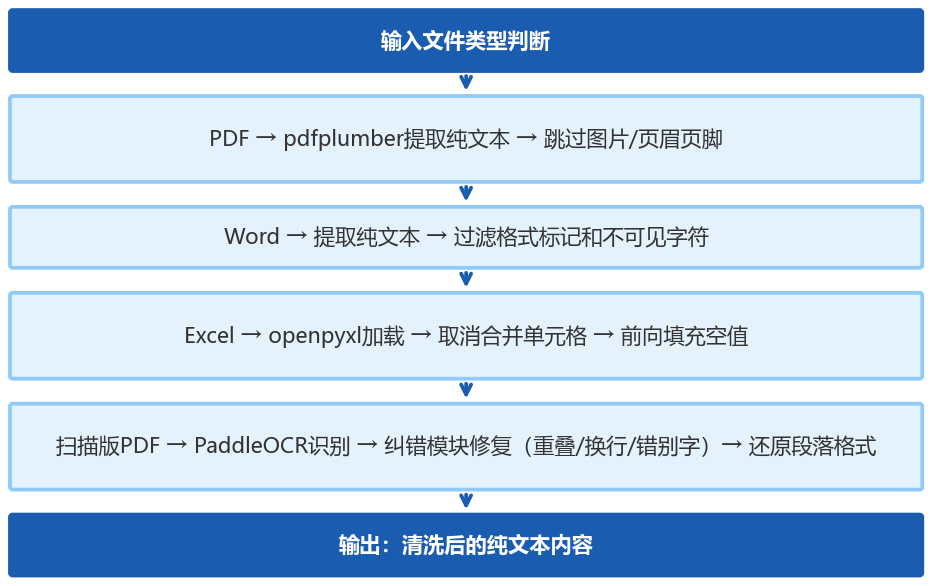 输入文件类型判断
PDF → pdfplumber提取纯文本 → 跳过图片/页眉页脚
Word → 提取纯文本 → 过滤格式标记和不可见字符
Excel → openpyxl加载 → 取消合并单元格 → 前向填充空值
扫描版PDF → PaddleOCR识别 → 纠错模块修复（重叠/换行/错别字）→ 还原段落格式
输出：清洗后的纯文本内容